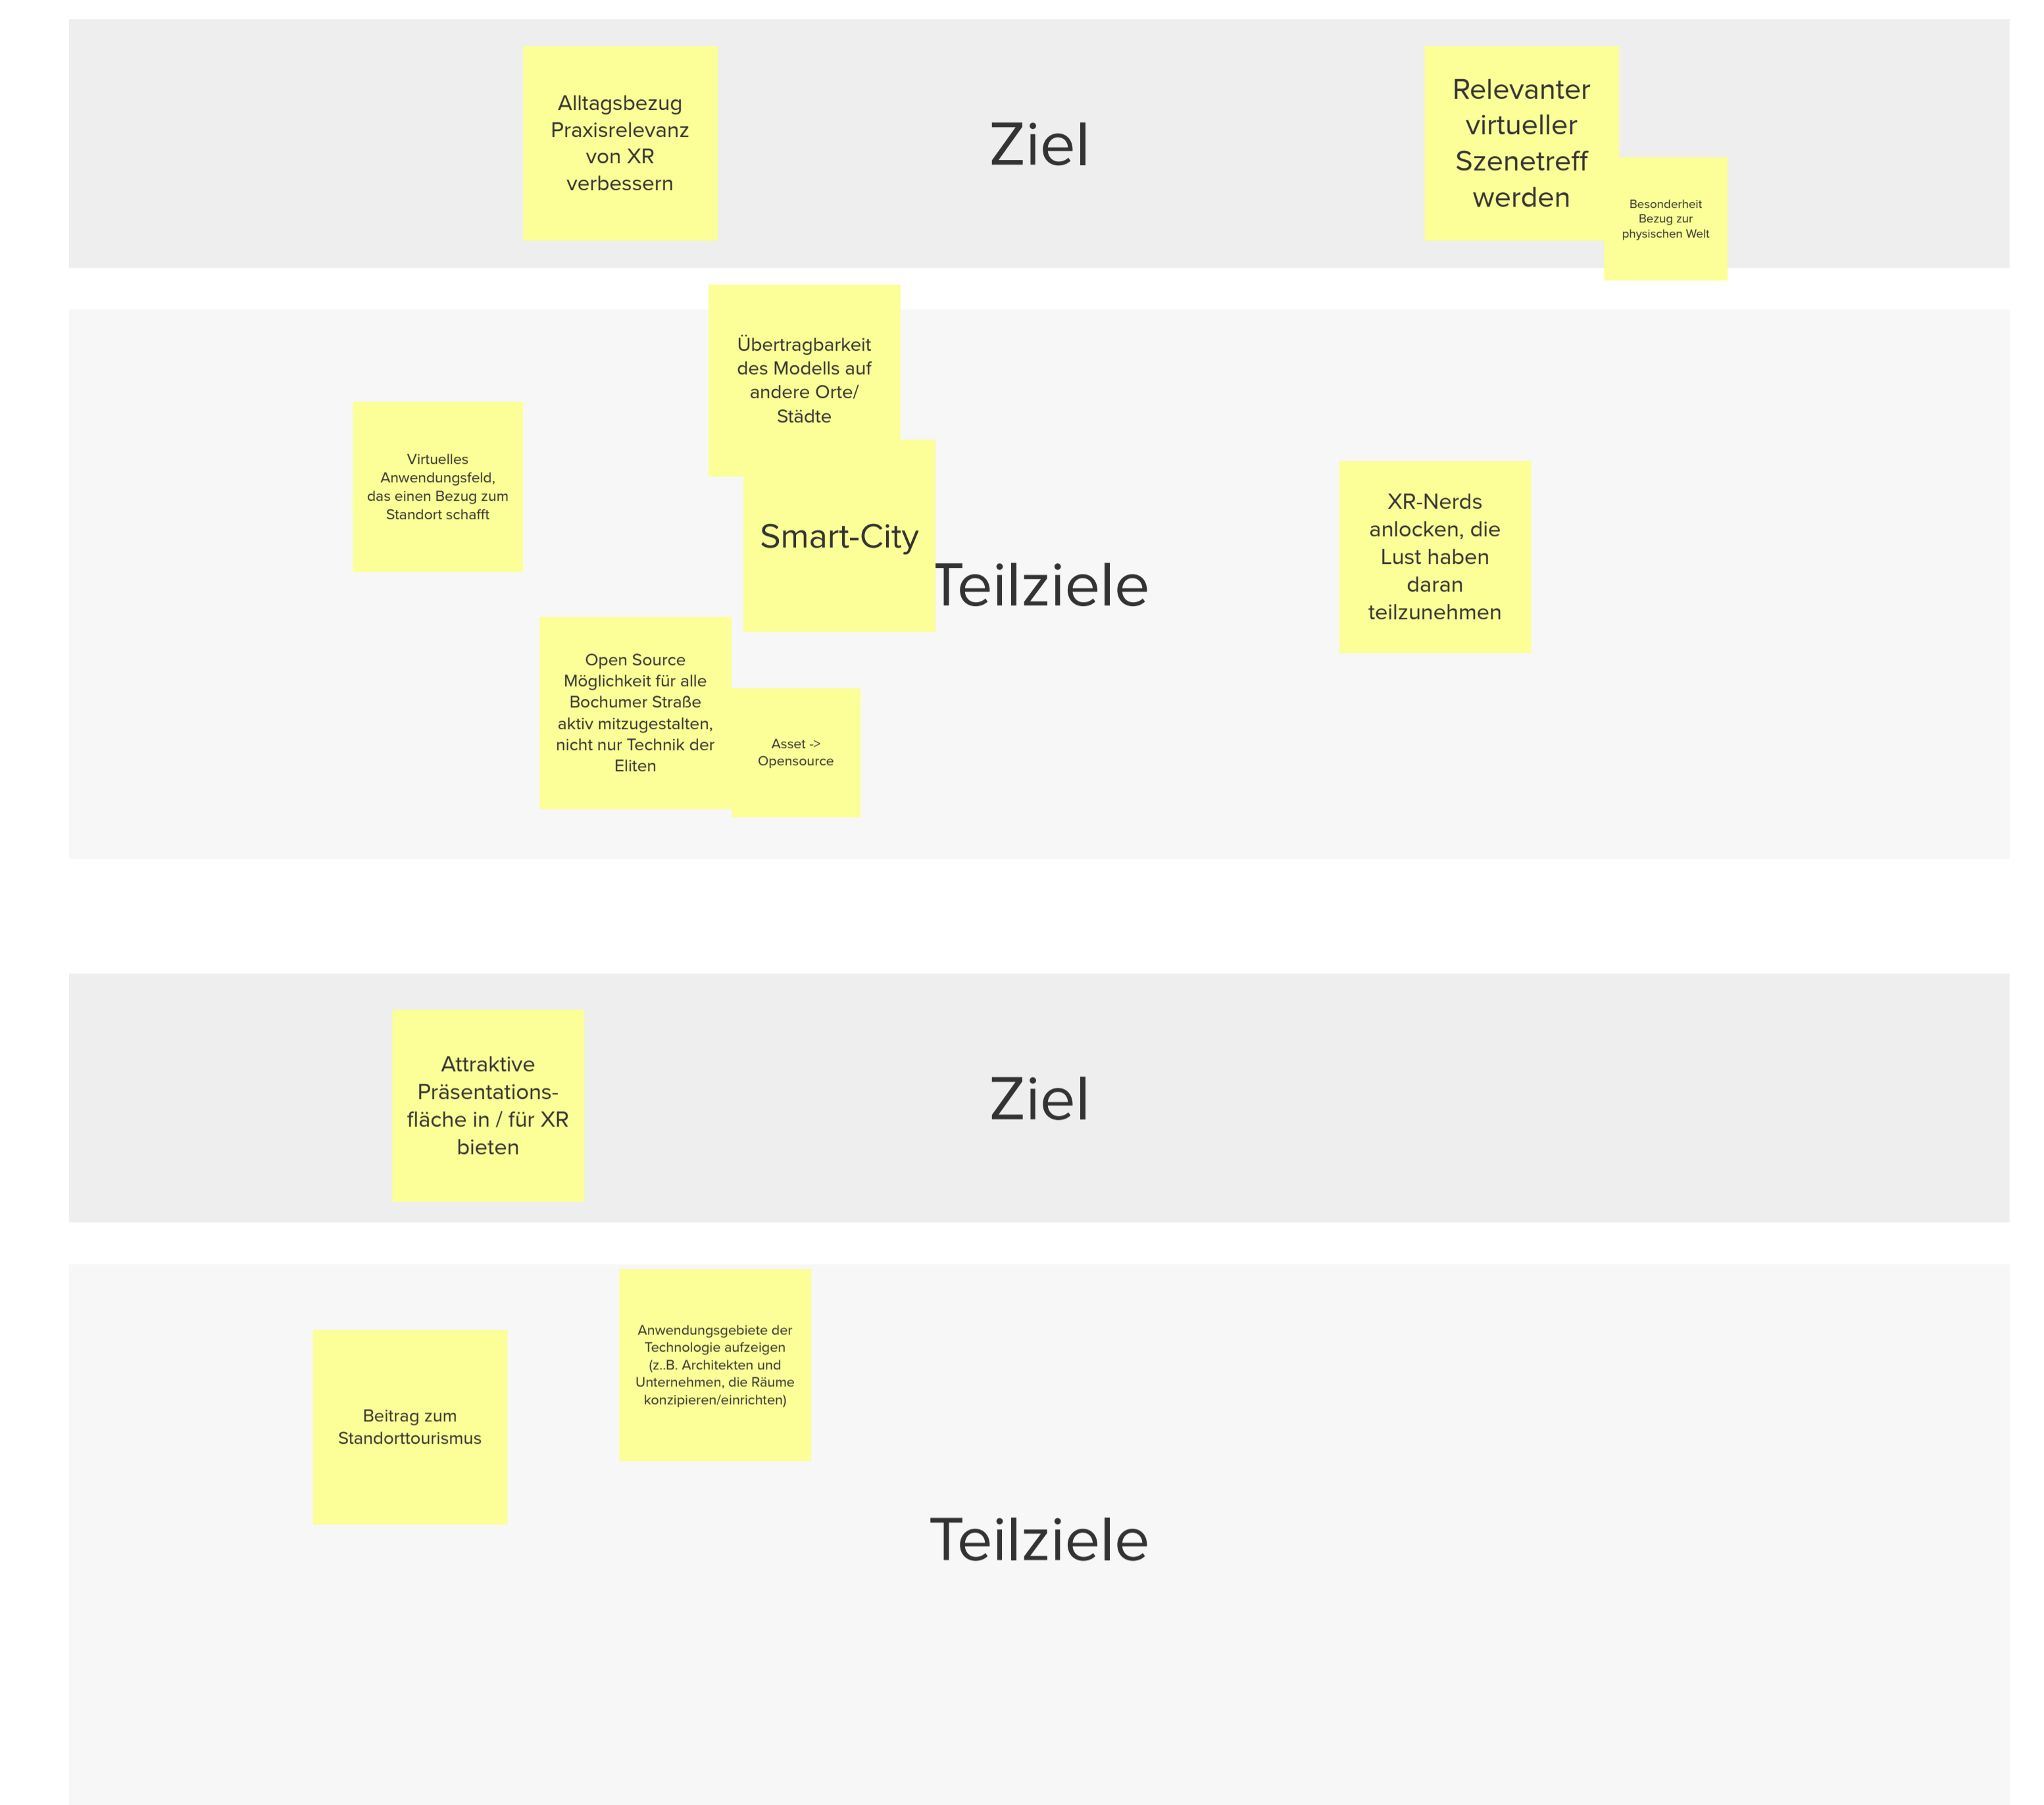 Alltagsbezug
Praxisrelevanz
von XR
verbessern
Ziel
Relevanter
virtueller
Szenetreff
werden
Besonderheit
Bezug zur
physischen Welt
Übertragbarkeit
des Modells auf
andere Orte/
Städte
Virtuelles
Anwendungsfeld,
das einen Bezug zum
Standort schafft
Smart-City
Teilziele
XR-Nerds
anlocken, die
Lust haben
daran
teilzunehmen
Open Source
Möglichkeit für alle
Bochumer Straße
aktiv mitzugestalten,
nicht nur Technik der
Eliten
Asset ->
Opensource
Attraktive
Präsentations-
fläche in / für XR
bieten
Ziel
Anwendungsgebiete der
Technologie aufzeigen
(z..B. Architekten und
Unternehmen, die Räume
konzipieren/einrichten)
Beitrag zum
Standorttourismus
Teilziele